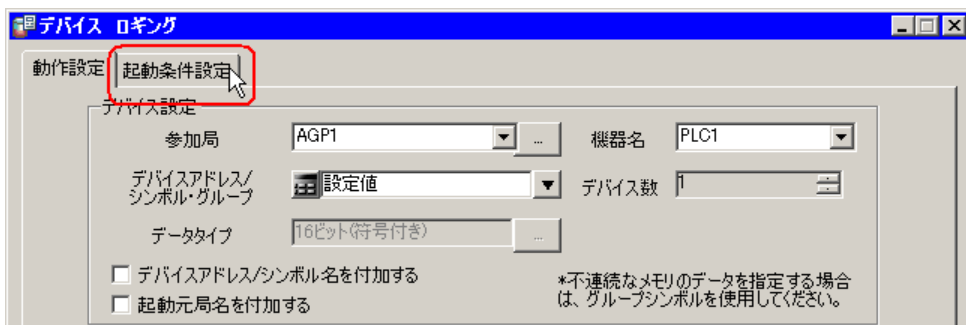 デバイス ロギング
動作設定 起動条件設定
デバイス設定
参加局 AGP1 ... 機器名 PLC1
デバイスアドレス/
シンボル・グループ 設定値 デバイス数 1
データタイプ 16ビット(符号付き) ...
デバイスアドレス/シンボル名を付加する
起動元局名を付加する
*不連続なメモリのデータを指定する場合
は、グループシンボルを使用してください。